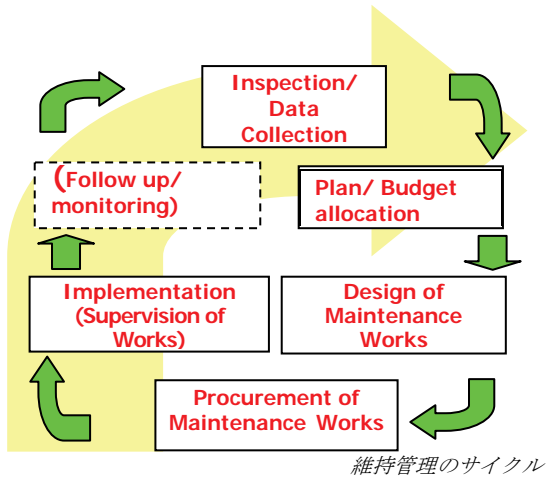 Inspection/
Data
Collection
(Follow up/
monitoring)
Plan/ Budget
allocation
Implementation
(Supervision of
Works)
Design of
Maintenance
Works
Procurement of
Maintenance Works
維持管理のサイクル